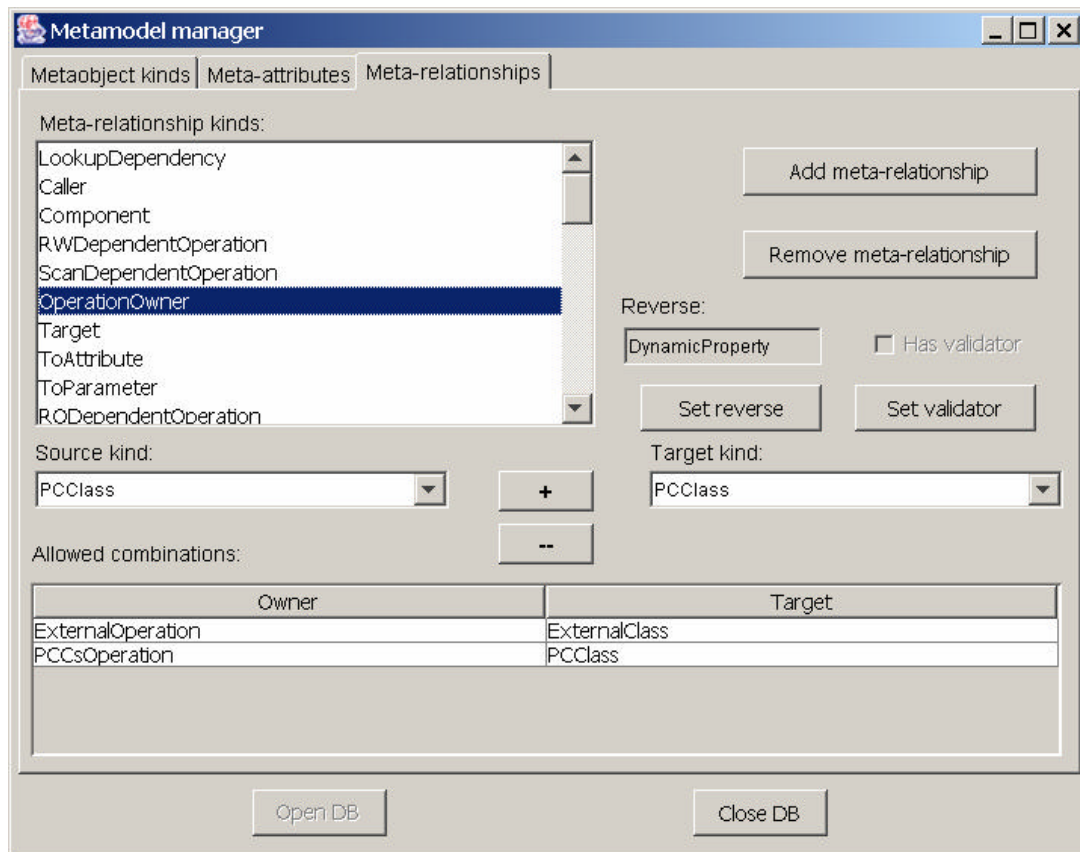 Metamodel manager
Metaobject kinds Meta-attributes Meta-relationships
Meta-relationship kinds:
LookupDependency
Caller
Component
RWDependentOperation
ScanDependentOperation
OperationOwner
Target
ToAttribute
ToParameter
RODependentOperation
Add meta-relationship
Remove meta-relationship
Reverse:
DynamicProperty Has validator
Set reverse Set validator
Source kind: Target kind:
PCClass + PCClass
--
Allowed combinations:
Owner Target
ExternalOperation ExternalClass
PCCsOperation PCClass
Open DB Close DB